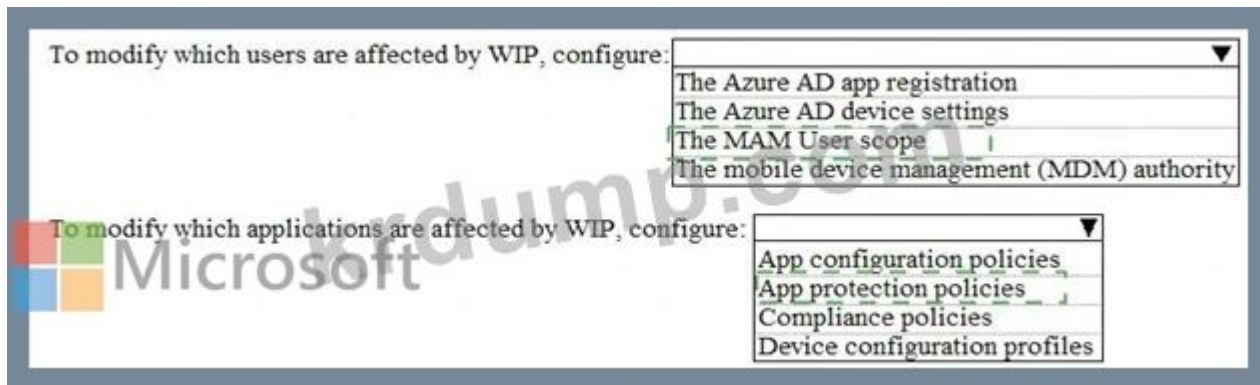 To modify which users are affected by WIP, configure:
The Azure AD app registration
The Azure AD device settings
The MAM User scope
The mobile device management (MDM) authority
To modify which applications are affected by WIP, configure:
App configuration policies
App protection policies
Compliance policies
Device configuration profiles
krdump.com
Microsoft